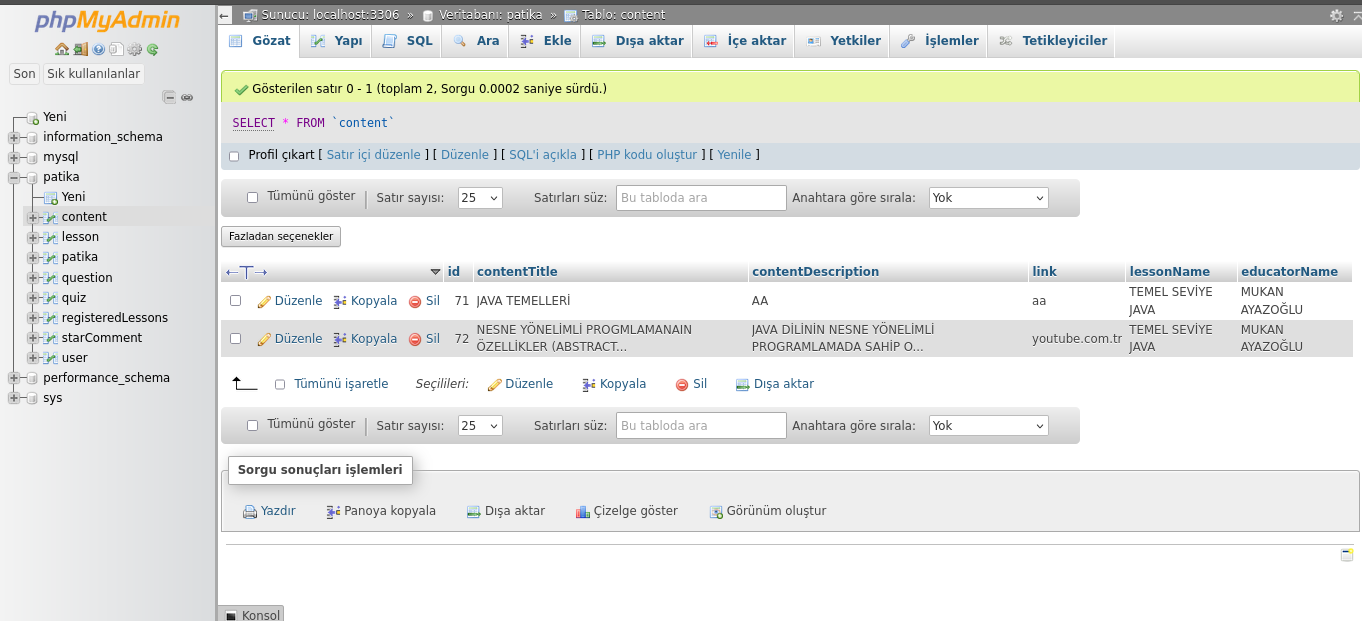 phpMyAdmin
Son Sık kullanılanlar
Yeni
information_schema
mysql
patika
Yeni
content
lesson
patika
question
quiz
registeredLessons
starComment
user
performance_schema
sys
Sunucu: localhost:3306 » Veritabanı: patika » Tablo: content
Gözat Yapı SQL Ara Ekle Dışa aktar İçe aktar Yetkiler İşlemler Tetikleyiciler
Gösterilen satır 0 - 1 (toplam 2, Sorgu 0.0002 saniye sürdü.)
SELECT * FROM `content`
Profil çıkart [ Satır içi düzenle ] [ Düzenle ] [ SQL'i açıkla ] [ PHP kodu oluştur ] [ Yenile ]
Tümünü göster Satır sayısı: 25 Satırları süz: Bu tabloda ara Anahtara göre sırala: Yok
Fazladan seçenekler
←T→ id contentTitle contentDescription link lessonName educatorName
Düzenle Kopyala Sil 71 JAVA TEMELLERİ AA aa TEMEL SEVİYE MUKAN
JAVA AYAZOĞLU
Düzenle Kopyala Sil 72 NESNE YÖNELİMLİ PROGMLAMANAIN JAVA DİLİNİN NESNE YÖNELİMLİ youtube.com.tr TEMEL SEVİYE MUKAN
ÖZELLİKLER (ABSTRACT... PROGRAMLAMADA SAHİP O... JAVA AYAZOĞLU
Tümünü işaretle Seçilileri: Düzenle Kopyala Sil Dışa aktar
Tümünü göster Satır sayısı: 25 Satırları süz: Bu tabloda ara Anahtara göre sırala: Yok
Sorgu sonuçları işlemleri
Yazdır Panoya kopyala Dışa aktar Çizelge göster Görünüm oluştur
Konsol